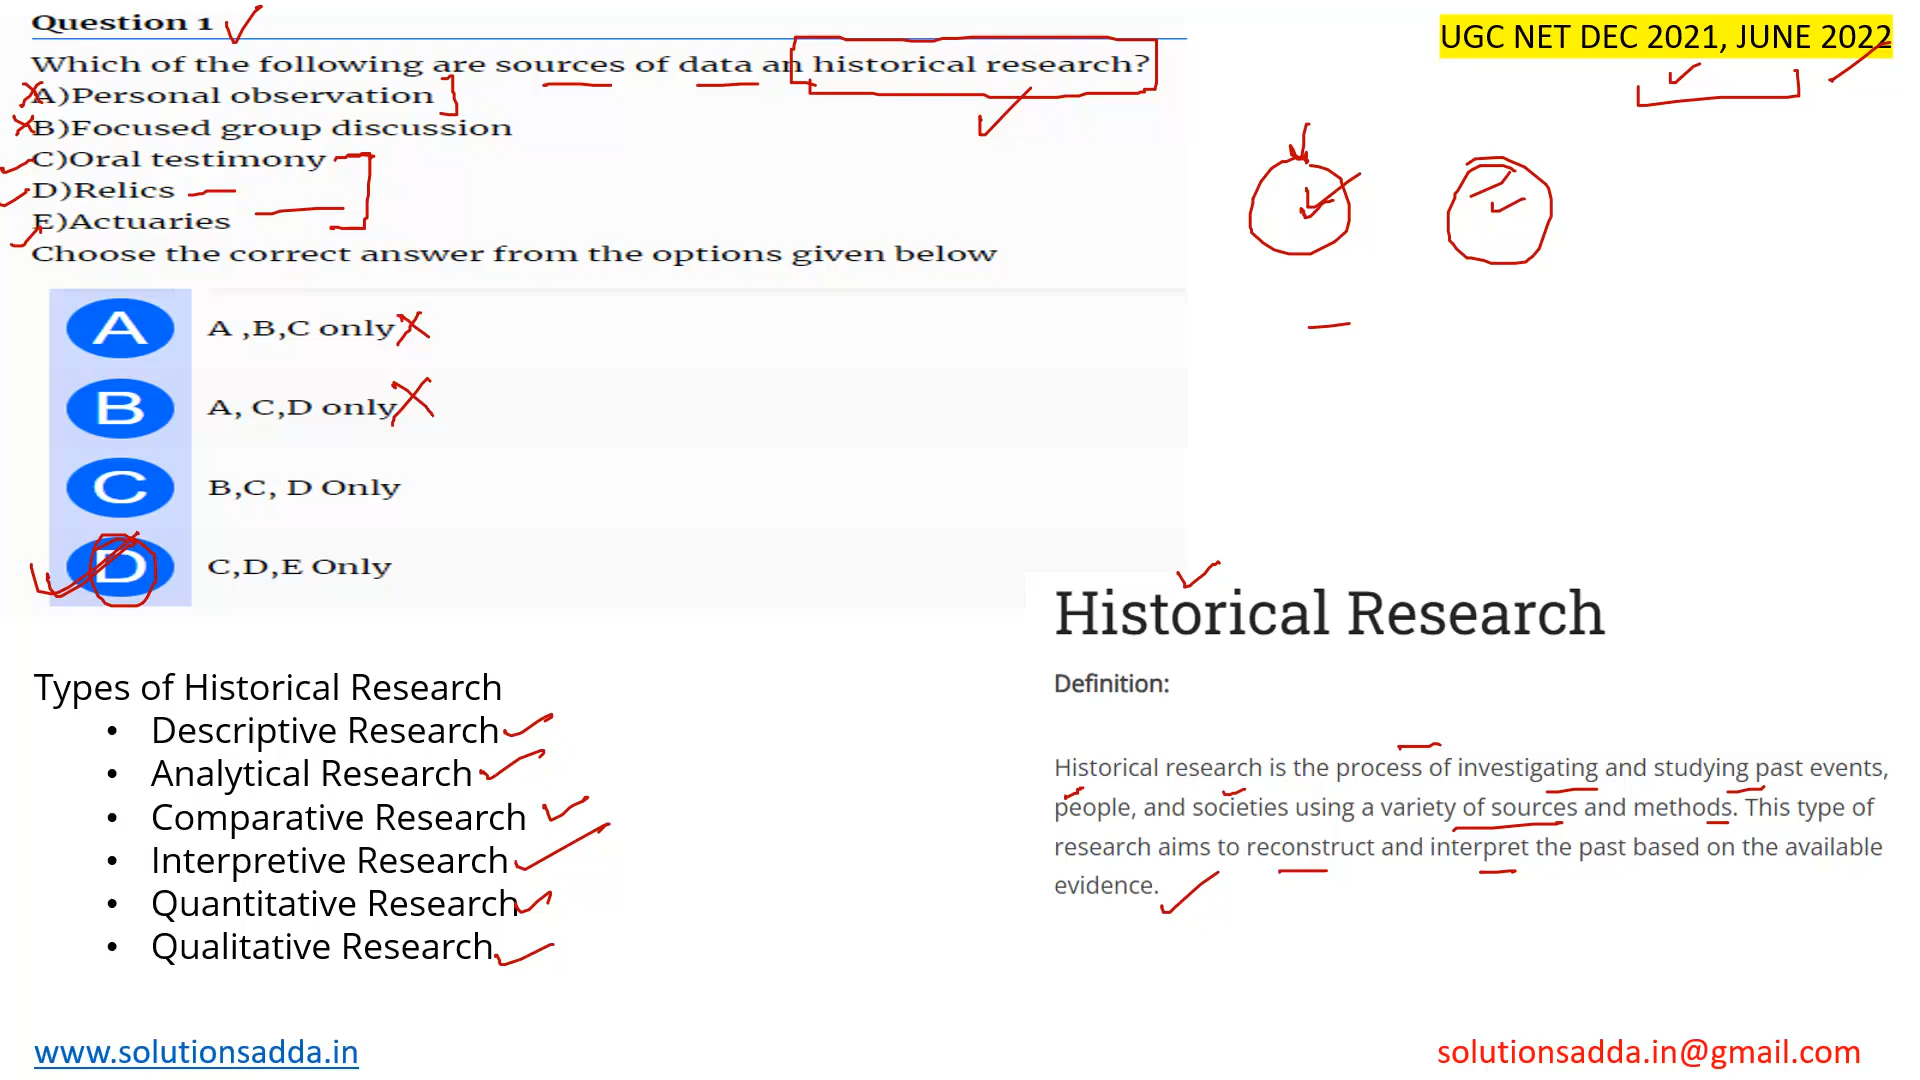 Question 1
UGC NET DEC 2021, JUNE 2022
Which of the following are sources of data an historical research?
A)Personal observation
B)Focused group discussion
C)Oral testimony
D)Relics
E)Actuaries
Choose the correct answer from the options given below
A A ,B,C only
B A, C,D only
C B,C, D Only
D C,D,E Only
Historical Research
Definition:
Historical research is the process of investigating and studying past events,
people, and societies using a variety of sources and methods. This type of
research aims to reconstruct and interpret the past based on the available
evidence.
Types of Historical Research
• Descriptive Research
• Analytical Research
• Comparative Research
• Interpretive Research
• Quantitative Research
• Qualitative Research
www.solutionsadda.in
solutionsadda.in@gmail.com